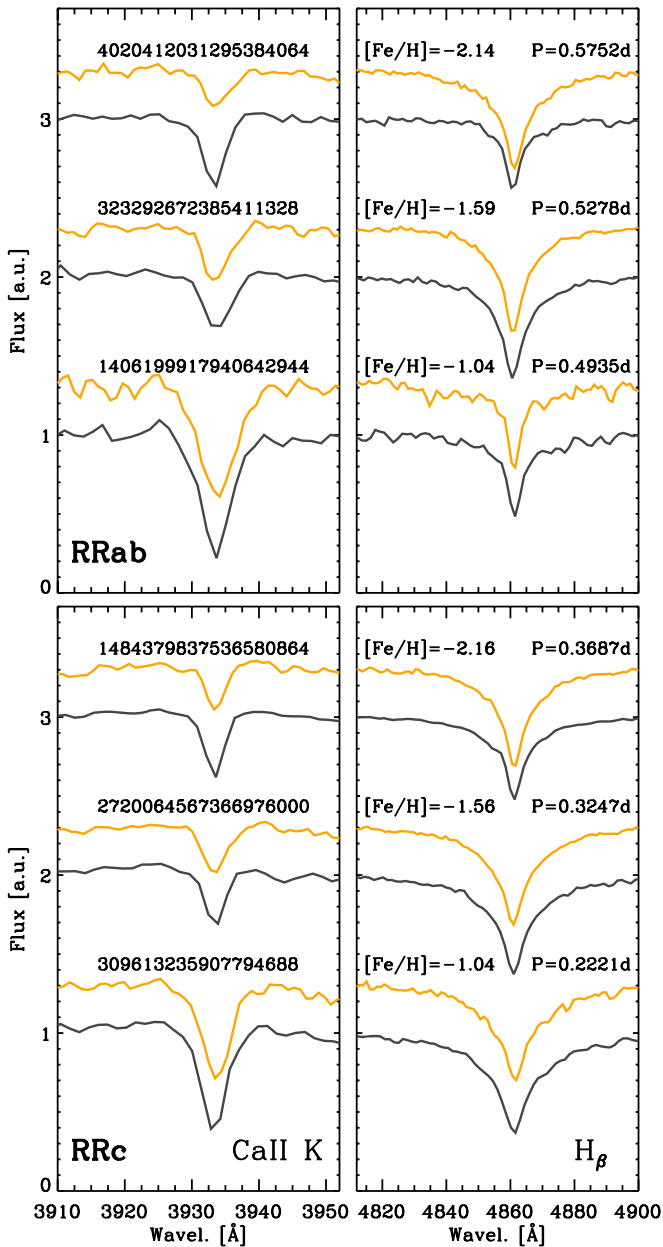 4020412031295384064 [Fe/H]=−2.14 P=0.5752d
3
323292672385411328 [Fe/H]=−1.59 P=0.5278d
2
Flux [a.u.]
1406199917940642944 [Fe/H]=−1.04 P=0.4935d
1
RRab
0
1484379837536580864 [Fe/H]=−2.16 P=0.3687d
3
2720064567366976000 [Fe/H]=−1.56 P=0.3247d
2
Flux [a.u.]
309613235907794688 [Fe/H]=−1.04 P=0.2221d
1
RRc CaII K Hβ
0
3910 3920 3930 3940 3950 4820 4840 4860 4880 4900
Wavel. [Å] Wavel. [Å]